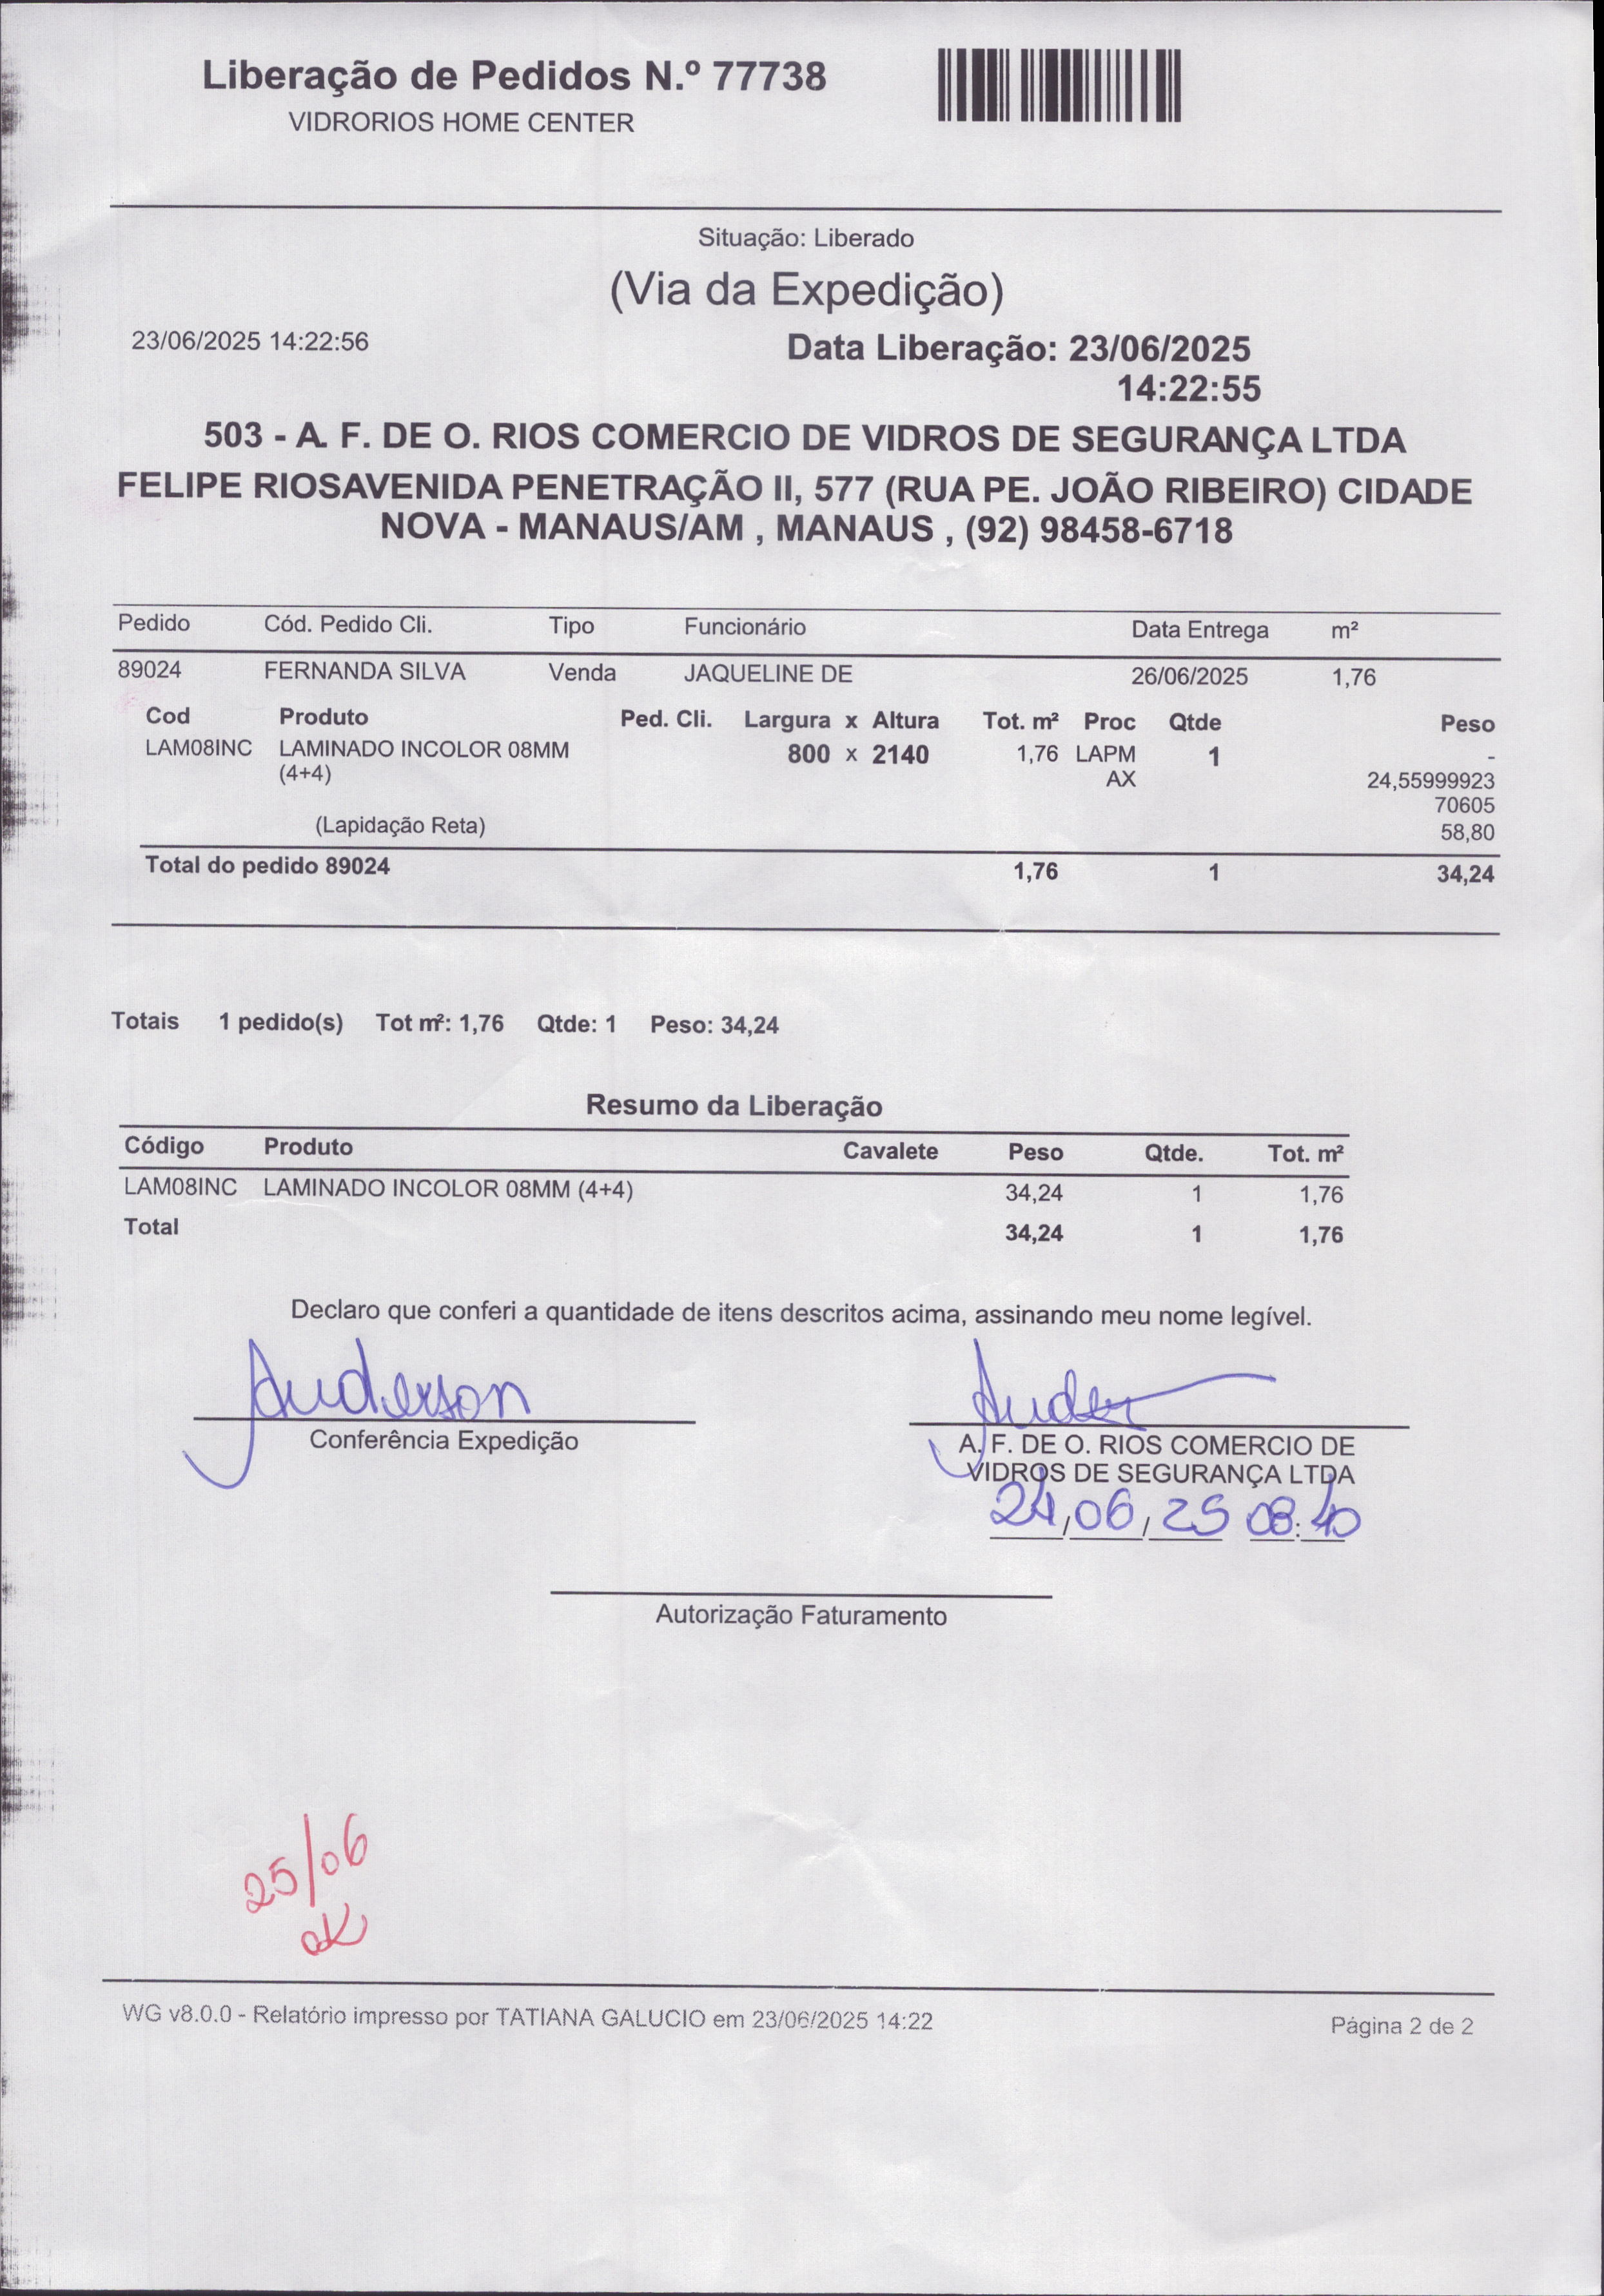 Liberação de Pedidos N.º 77738
VIDRORIOS HOME CENTER
Situação: Liberado
(Via da Expedição)
23/06/2025 14:22:56
Data Liberação: 23/06/2025
14:22:55
503 - A. F. DE O. RIOS COMERCIO DE VIDROS DE SEGURANÇA LTDA
FELIPE RIOSAVENIDA PENETRAÇÃO II, 577 (RUA PE. JOÃO RIBEIRO) CIDADE
NOVA - MANAUS/AM , MANAUS , (92) 98458-6718
Pedido Cód. Pedido Cli. Tipo Funcionário Data Entrega m²
89024 FERNANDA SILVA Venda JAQUELINE DE 26/06/2025 1,76
Cod Produto Ped. Cli. Largura x Altura Tot. m² Proc Qtde Peso
LAM08INC LAMINADO INCOLOR 08MM 800 x 2140 1,76 LAPM 1 -
(4+4) AX 24,55999923
70605
(Lapidação Reta) 58,80
Total do pedido 89024 1,76 1 34,24
Totais 1 pedido(s) Tot m²: 1,76 Qtde: 1 Peso: 34,24
Resumo da Liberação
Código Produto Cavalete Peso Qtde. Tot. m²
LAM08INC LAMINADO INCOLOR 08MM (4+4) 34,24 1 1,76
Total 34,24 1 1,76
Declaro que conferi a quantidade de itens descritos acima, assinando meu nome legível.
Anderson
Conferência Expedição
A. F. DE O. RIOS COMERCIO DE
VIDROS DE SEGURANÇA LTDA
24/06/25 08:40
Autorização Faturamento
25/06
OK
WG v8.0.0 - Relatório impresso por TATIANA GALUCIO em 23/06/2025 14:22
Página 2 de 2